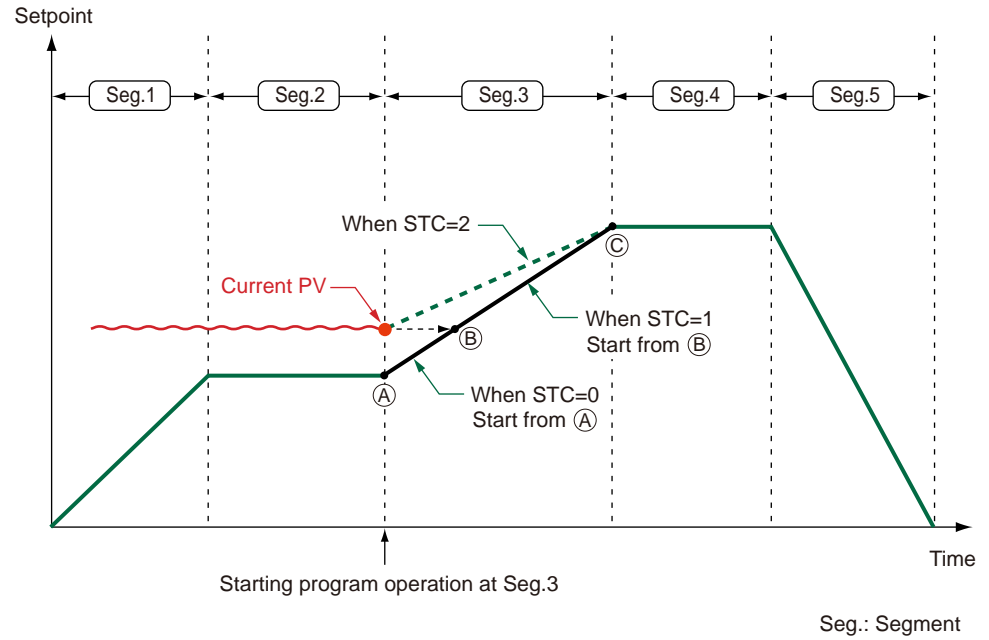 Setpoint
Seg.1
Seg.2
Seg.3
Seg.4
Seg.5
When STC=2
C
Current PV
B
When STC=1
Start from B
A
When STC=0
Start from A
Time
Starting program operation at Seg.3
Seg.: Segment